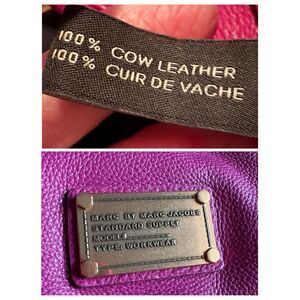 100% COW LEATHER
100% CUIR DE VACHE
MARC BY MARC JACOBS
STANDARD SUPPLY
MODEL:
TYPE: WORKWEAR